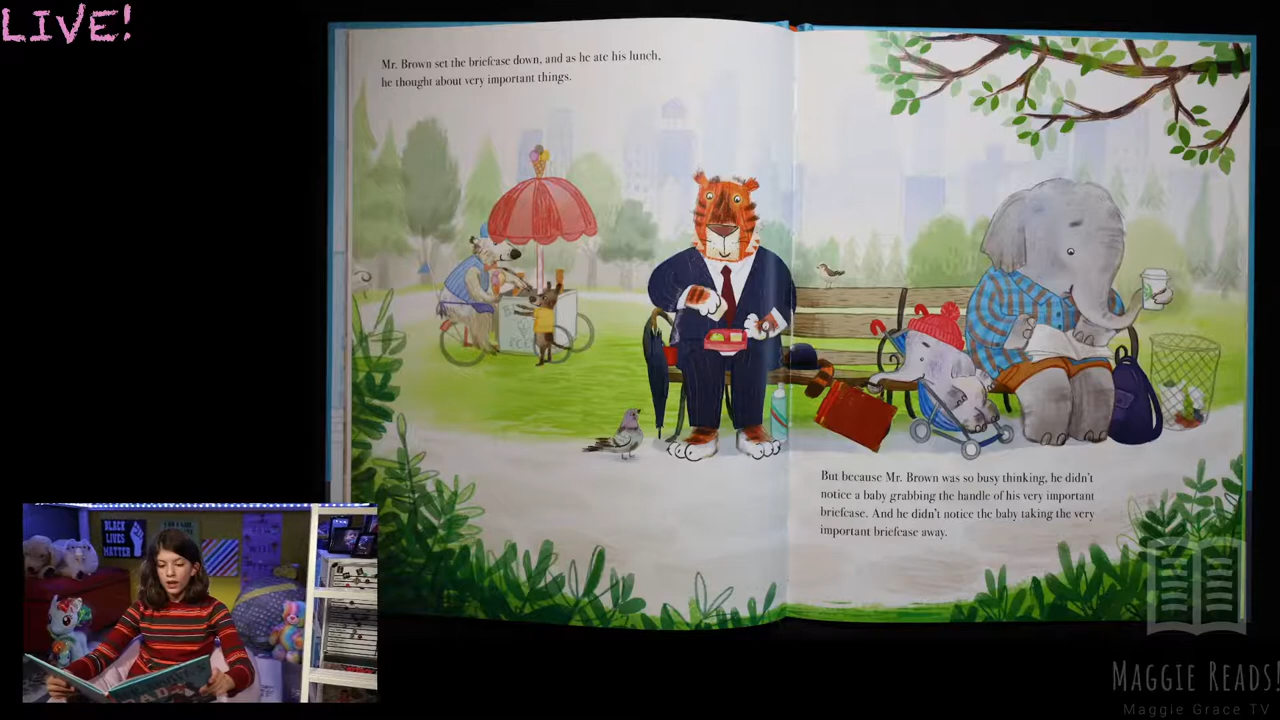 LIVE!
Mr. Brown set the briefcase down, and as he ate his lunch,
he thought about very important things.
But because Mr. Brown was so busy thinking, he didn't
notice a baby grabbing the handle of his very important
briefcase. And he didn't notice the baby taking the very
important briefcase away.
BLACK
LIVES
MATTER
MAGGIE READS!
Maggie Grace TV